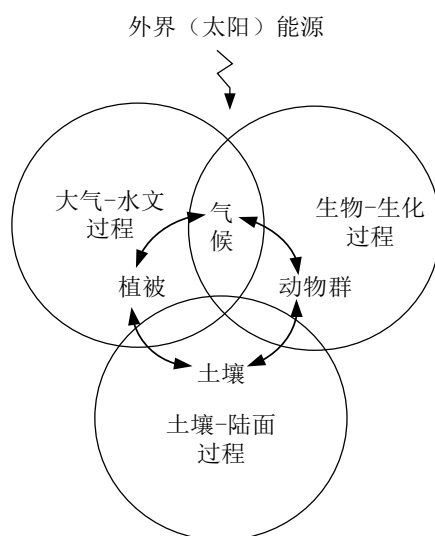 外界（太阳）能源
大气-水文
过程
气
候
生物-生化
过程
植被
动物群
土壤
土壤-陆面
过程